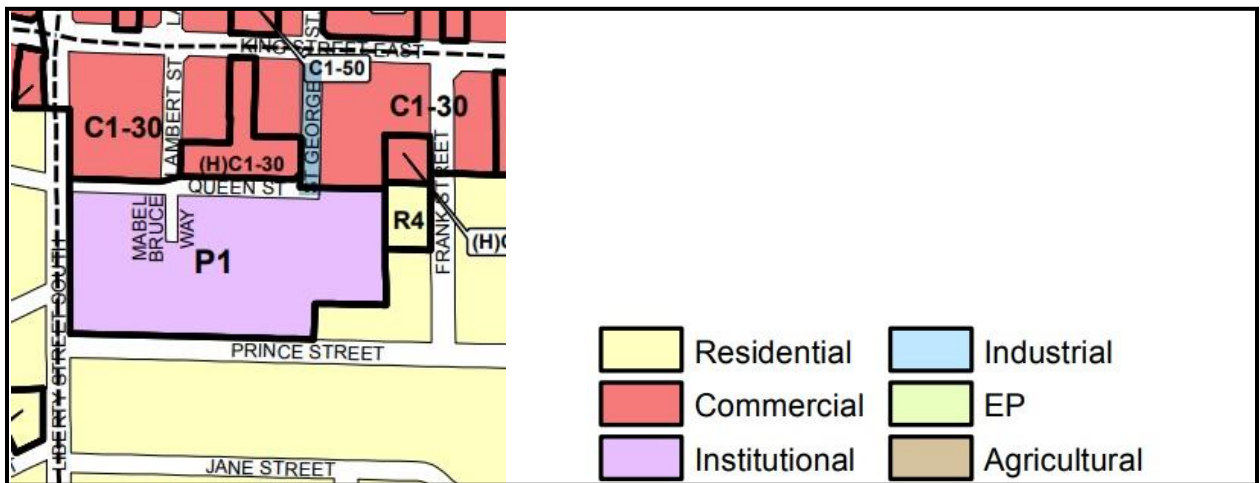 KING STREET EAST
C1-50
LAMBERT ST
ST GEORGE
C1-30
C1-30
(H)C1-30
QUEEN ST
FRANK STREET
MABEL
BRUCE
WAY
R4
P1
LIBERTY STREET SOUTH
PRINCE STREET
JANE STREET
Residential
Industrial
Commercial
EP
Institutional
Agricultural